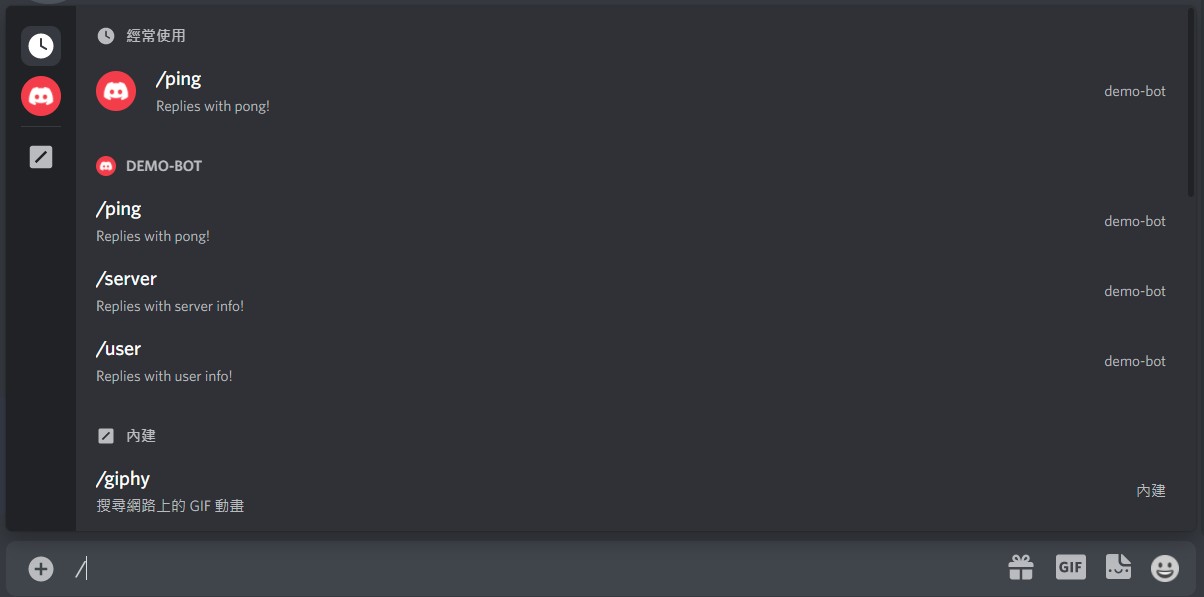 經常使用
/ping
Replies with pong!
demo-bot
DEMO-BOT
/ping
Replies with pong!
demo-bot
/server
Replies with server info!
demo-bot
/user
Replies with user info!
demo-bot
內建
/giphy
搜尋網路上的 GIF 動畫
內建
/
GIF